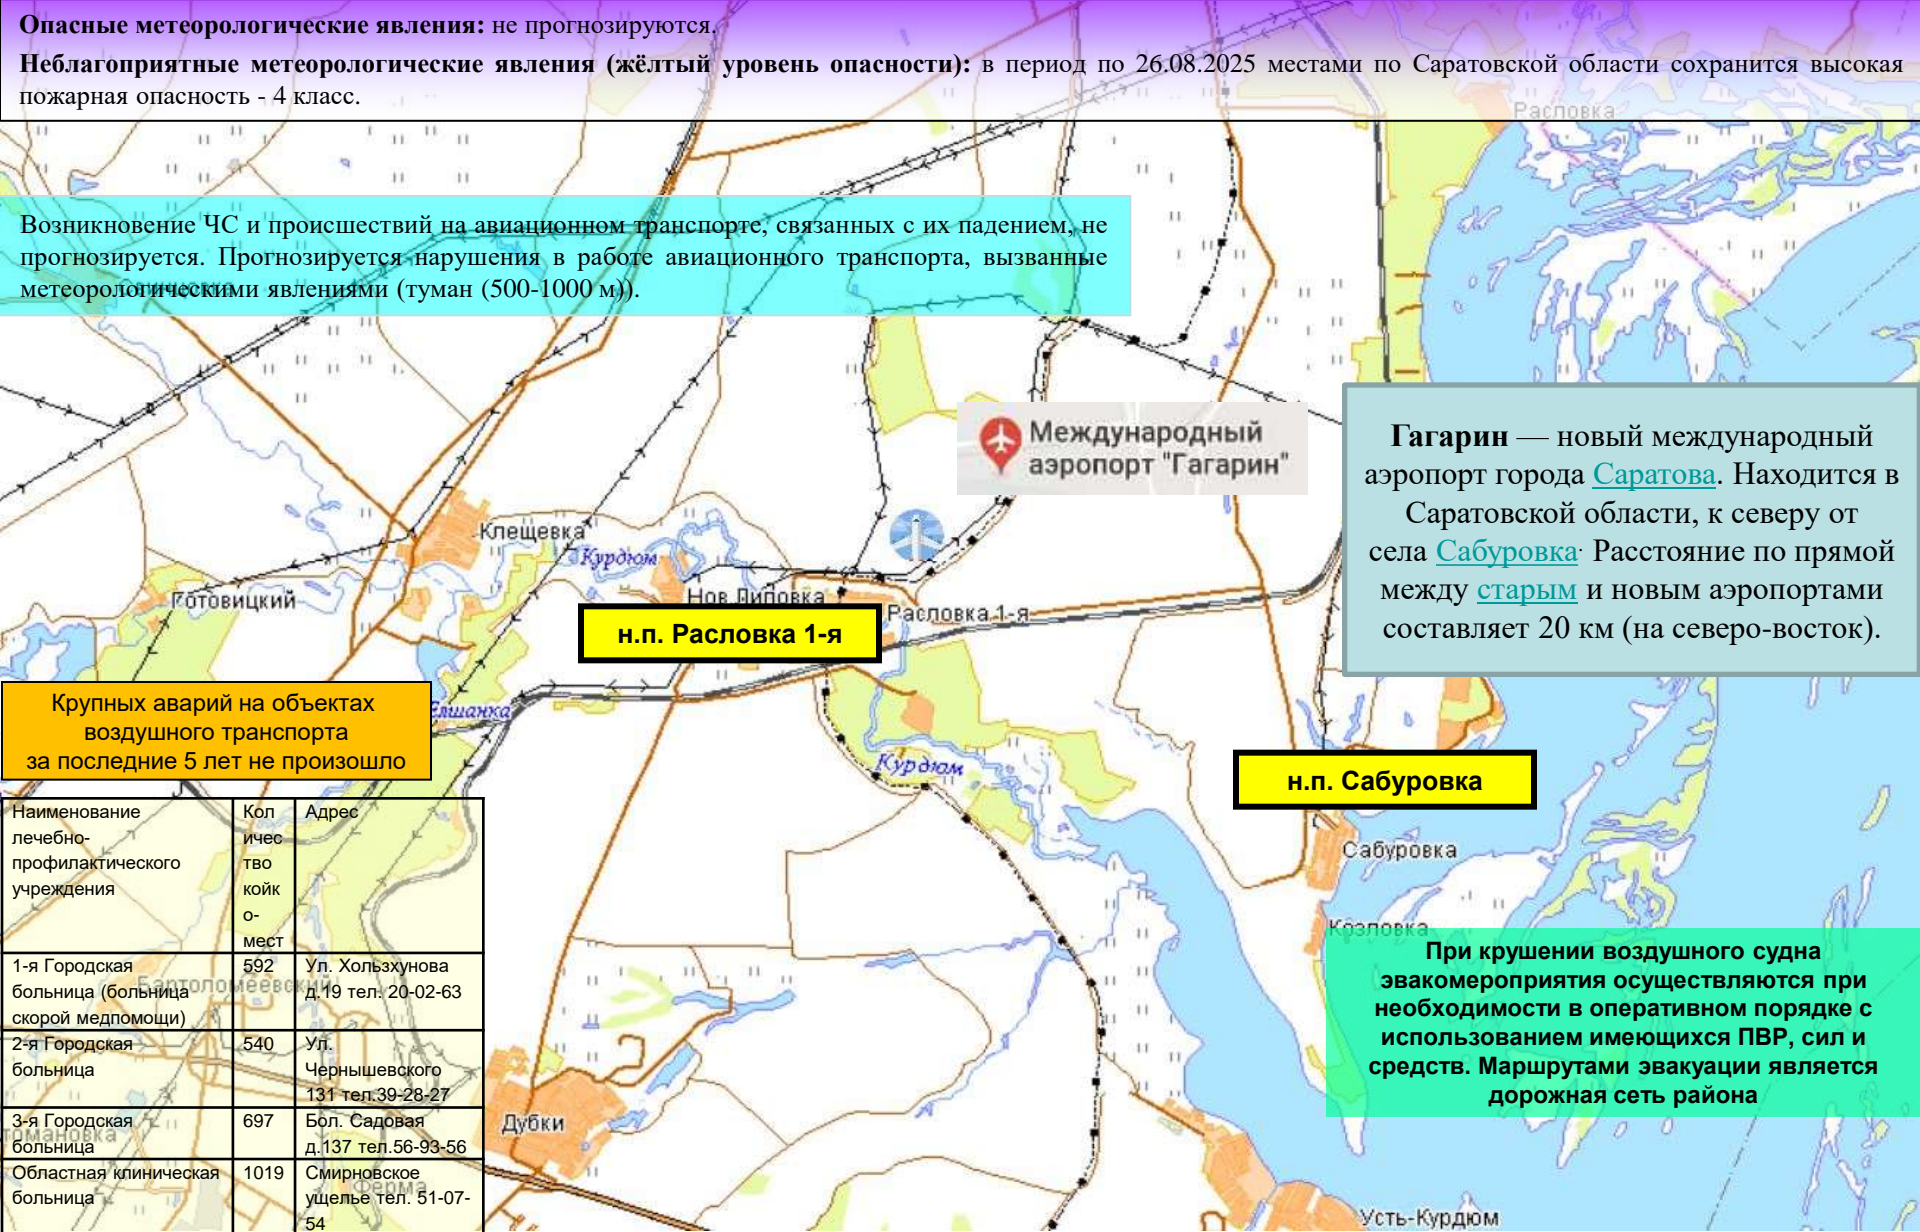 Опасные метеорологические явления: не прогнозируются.
Неблагоприятные метеорологические явления (жёлтый уровень опасности): в период по 26.08.2025 местами по Саратовской области сохранится высокая
пожарная опасность - 4 класс.
Расловка
Возникновение ЧС и происшествий на авиационном транспорте, связанных с их падением, не
прогнозируется. Прогнозируется нарушения в работе авиационного транспорта, вызванные
метеорологическими явлениями (туман (500-1000 м)).
Международный
аэропорт "Гагарин"
Гагарин — новый международный
аэропорт города Саратова. Находится в
Саратовской области, к северу от
села Сабуровка. Расстояние по прямой
между старым и новым аэропортами
составляет 20 км (на северо-восток).
Клещевка
Курдюм
Готовицкий
Нов.Липовка
Расловка 1-я
н.п. Расловка 1-я
Елшанка
Крупных аварий на объектах
воздушного транспорта
за последние 5 лет не произошло
Курдюм
н.п. Сабуровка
Сабуровка
Козловка
Наименование
лечебно-
профилактического
учреждения
Кол
ичес
тво
койк
о-
мест
Адрес
1-я Городская
больница (больница
скорой медпомощи)
592
Ул. Хользхунова
д.19 тел. 20-02-63
Бартоломеевский
2-я Городская
больница
540
Ул.
Чернышевского
131 тел.39-28-27
3-я Городская
больница
697
Бол. Садовая
д.137 тел.56-93-56
Областная клиническая
больница
1019
Смирновское
ущелье тел. 51-07-
54
Ферма
Дубки
При крушении воздушного судна
эвакомероприятия осуществляются при
необходимости в оперативном порядке с
использованием имеющихся ПВР, сил и
средств. Маршрутами эвакуации является
дорожная сеть района
Усть-Курдюм